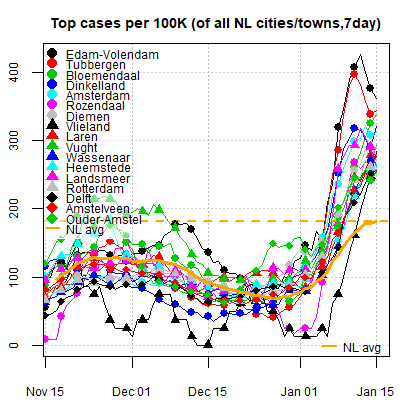 Top cases per 100K (of all NL cities/towns,7day)
Edam-Volendam
Tubbergen
Bloemendaal
Dinkelland
Amsterdam
Rozendaal
Diemen
Vlieland
Laren
Vught
Wassenaar
Heemstede
Landsmeer
Rotterdam
Delft
Amstelveen
Ouder-Amstel
NL avg
400
300
200
100
0
NL avg
Nov 15
Dec 01
Dec 15
Jan 01
Jan 15